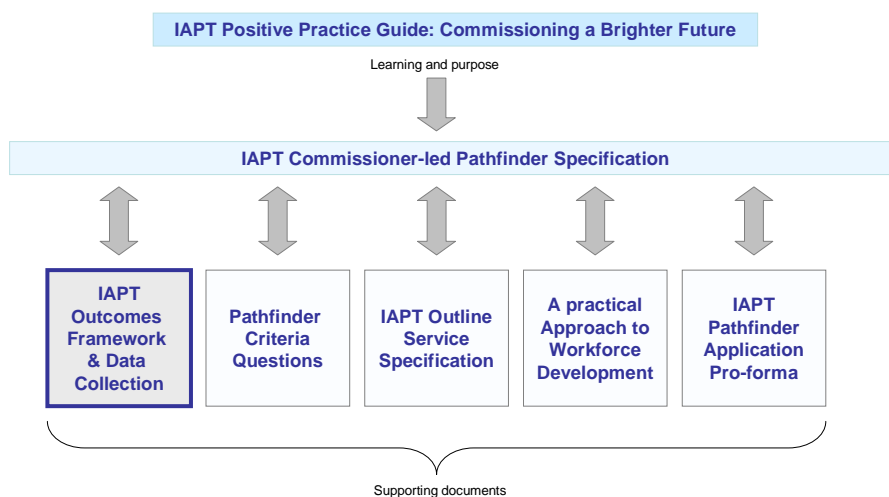 IAPT Positive Practice Guide: Commissioning a Brighter Future
Learning and purpose
IAPT Commissioner-led Pathfinder Specification
IAPT
Outcomes
Framework
& Data
Collection
Pathfinder
Criteria
Questions
IAPT Outline
Service
Specification
A practical
Approach to
Workforce
Development
IAPT
Pathfinder
Application
Pro-forma
Supporting documents